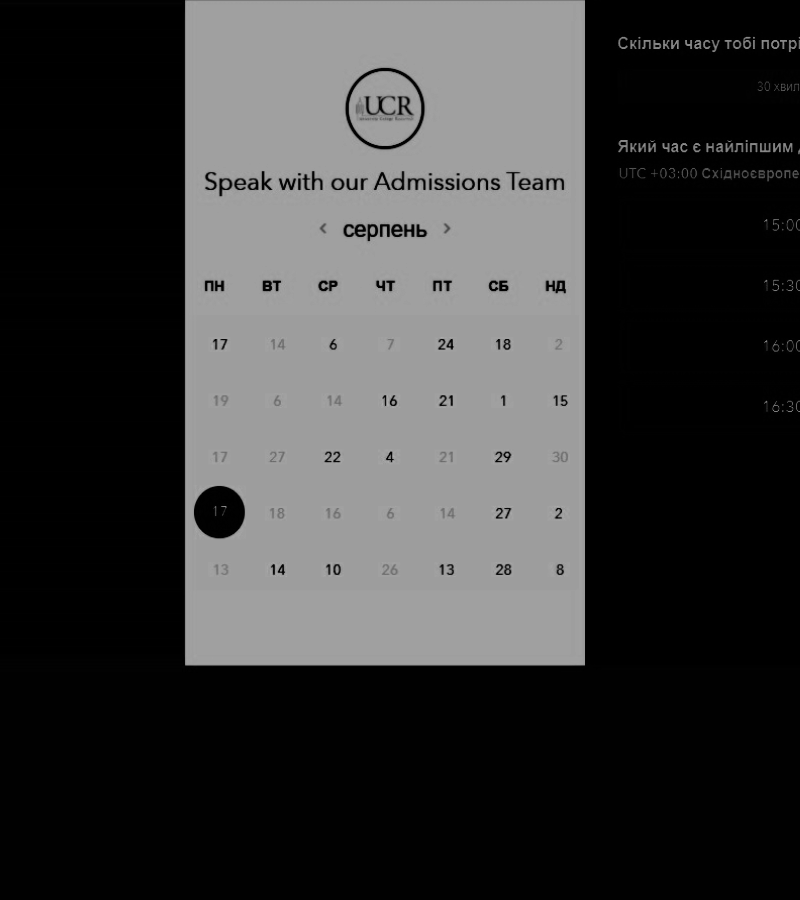 UCR
Speak with our Admissions Team
‹ серпень ›
ПН ВТ СР ЧТ ПТ СБ НД
17 14 6 7 24 18 2
19 6 14 16 21 1 15
17 27 22 4 21 29 30
17 18 16 6 14 27 2
13 14 10 26 13 28 8
Скільки часу тобі потрі
30 хвил
Який час є найліпшим
UTC +03:00 Східноєвропе
15:00
15:30
16:00
16:30